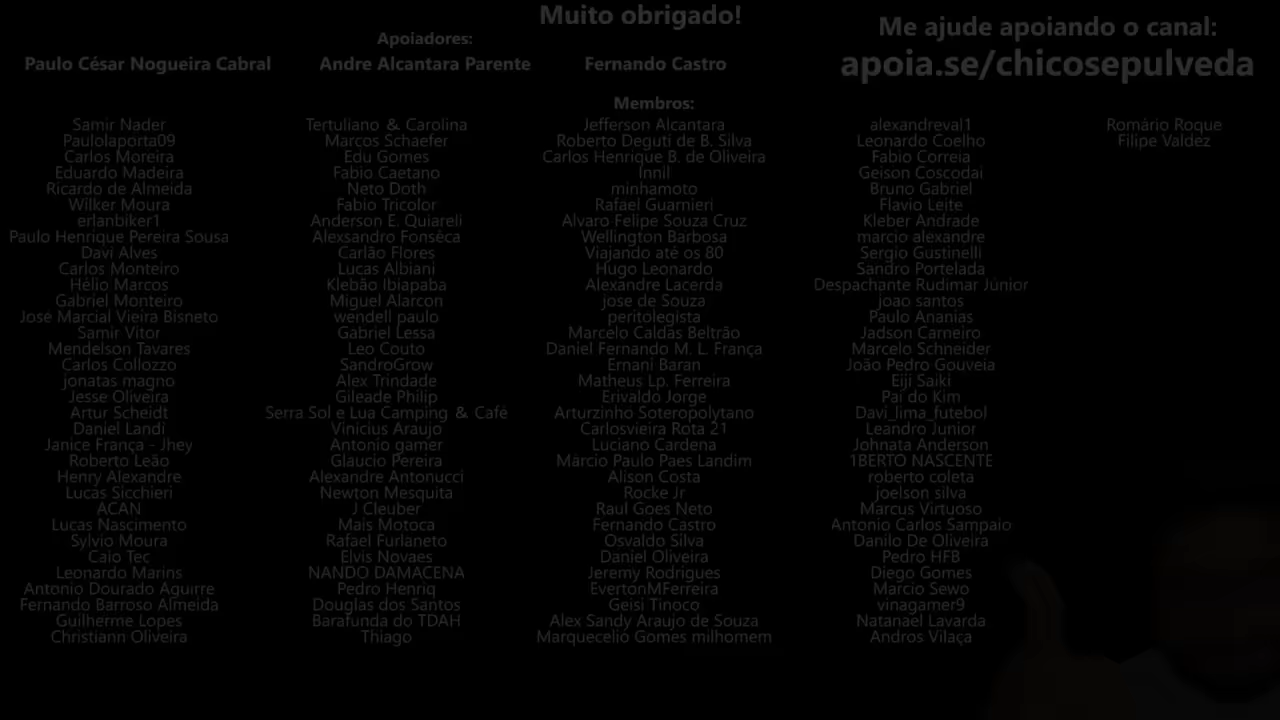 Muito obrigado!
Me ajude apoiando o canal:
apoia.se/chicosepulveda
Apoiadores:
Paulo César Nogueira Cabral
Andre Alcantara Parente
Fernando Castro
Membros:
Samir Nader
Paulolaporta09
Carlos Moreira
Eduardo Madeira
Ricardo de Almeida
Wilker Moura
erlanbiker1
Paulo Henrique Pereira Sousa
Davi Alves
Carlos Monteiro
Hélio Marcos
Gabriel Monteiro
José Marcial Vieira Bisneto
Samir Vitor
Mendelson Tavares
Carlos Collozzo
jonatas magno
Jesse Oliveira
Artur Scheidt
Daniel Landi
Janice França - Jhey
Roberto Leão
Henry Alexandre
Lucas Sicchieri
ACAN
Lucas Nascimento
Sylvio Moura
Caio Tec
Leonardo Marins
Antonio Dourado Aguirre
Fernando Barroso Almeida
Guilherme Lopes
Christiann Oliveira
Tertuliano & Carolina
Marcos Schaefer
Edu Gomes
Fabio Caetano
Neto Doth
Fabio Tricolor
Anderson E. Quiareli
Alexsandro Fonsêca
Carlão Flores
Lucas Albiani
Klebão Ibiapaba
Miguel Alarcon
wendell paulo
Gabriel Lessa
Leo Couto
SandroGrow
Alex Trindade
Gileade Philip
Serra Sol e Lua Camping & Café
Vinicius Araujo
Antonio gamer
Glaucio Pereira
Alexandre Antonucci
Newton Mesquita
J Cleuber
Mais Motoca
Rafael Furlaneto
Elvis Novaes
NANDO DAMACENA
Pedro Henriq
Douglas dos Santos
Barafunda do TDAH
Thiago
Jefferson Alcantara
Roberto Deguti de B. Silva
Carlos Henrique B. de Oliveira
Innil
minhamoto
Rafael Guarnieri
Alvaro Felipe Souza Cruz
Wellington Barbosa
Viajando até os 80
Hugo Leonardo
Alexandre Lacerda
jose de Souza
peritolegista
Marcelo Caldas Beltrão
Daniel Fernando M. L. França
Ernani Baran
Matheus Lp. Ferreira
Erivaldo Jorge
Arturzinho Soteropolytano
Carlosvieira Rota 21
Luciano Cardena
Márcio Paulo Paes Landim
Alison Costa
Rocke Jr
Raul Goes Neto
Fernando Castro
Osvaldo Silva
Daniel Oliveira
Jeremy Rodrigues
EvertonMFerreira
Geisi Tinoco
Alex Sandy Araujo de Souza
Marquecelio Gomes milhomem
alexandreval1
Leonardo Coelho
Fabio Correia
Geison Coscodai
Bruno Gabriel
Flavio Leite
Kleber Andrade
marcio alexandre
Sergio Gustinelli
Sandro Portelada
Despachante Rudimar Júnior
joao santos
Paulo Ananias
Jadson Carneiro
Marcelo Schneider
João Pedro Gouveia
Eiji Saiki
Pai do Kim
Davi_lima_futebol
Leandro Junior
Johnata Anderson
1BERTO NASCENTE
roberto coleta
joelson silva
Marcus Virtuoso
Antonio Carlos Sampaio
Danilo De Oliveira
Pedro HFB
Diego Gomes
Marcio Sewo
vinagamer9
Natanael Lavarda
Andros Vilaça
Romário Roque
Filipe Valdez